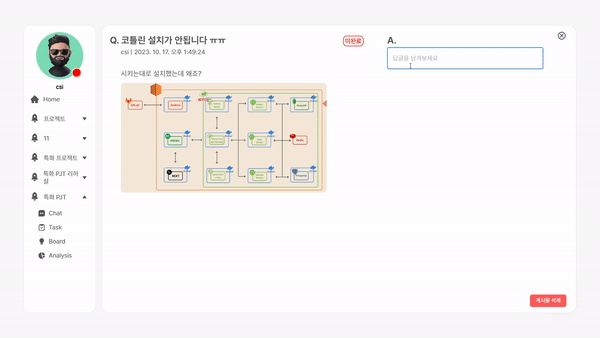 csi
Home
프로젝트
11
특화 프로젝트
특화 PJT 리허
설
특화 PJT
Chat
Task
Board
Analysis
Q. 코틀린 설치가 안됩니다 ㅠㅠ
미완료
csi | 2023. 10. 17. 오후 1:49:24
시키는대로 설치했는데 왜죠?
NEXT
A.
답글을 남겨보세요
게시물 삭제